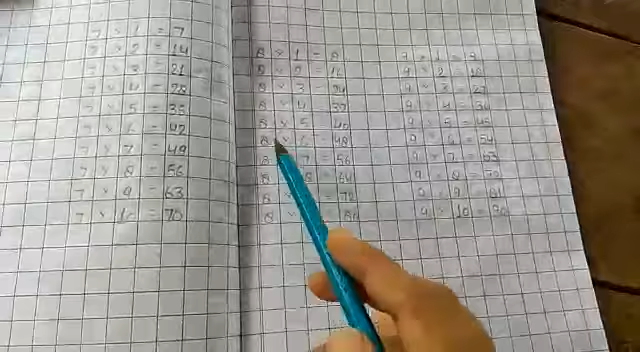 7 × 1 = 7
7 × 2 = 14
7 × 3 = 21
7 × 4 = 28
7 × 5 = 35
7 × 6 = 42
7 × 7 = 49
7 × 8 = 56
7 × 9 = 63
7 × 10 = 70
8 × 1 = 8
8 × 2 = 16
8 × 3 = 24
8 × 4 = 32
8 × 5 = 40
8 × 6 = 48
8 7 = 56
8 8 = 64
8 × = 72
8 × 80
9 × 1 = 9
9 × 2 = 18
9 × 3 = 27
9 × 4 = 36
9 × 5 = 45
9 × 6 = 54
9 × 7 = 63
9 × 8 = 72
9 × 9 = 81
9 × 10 = 90